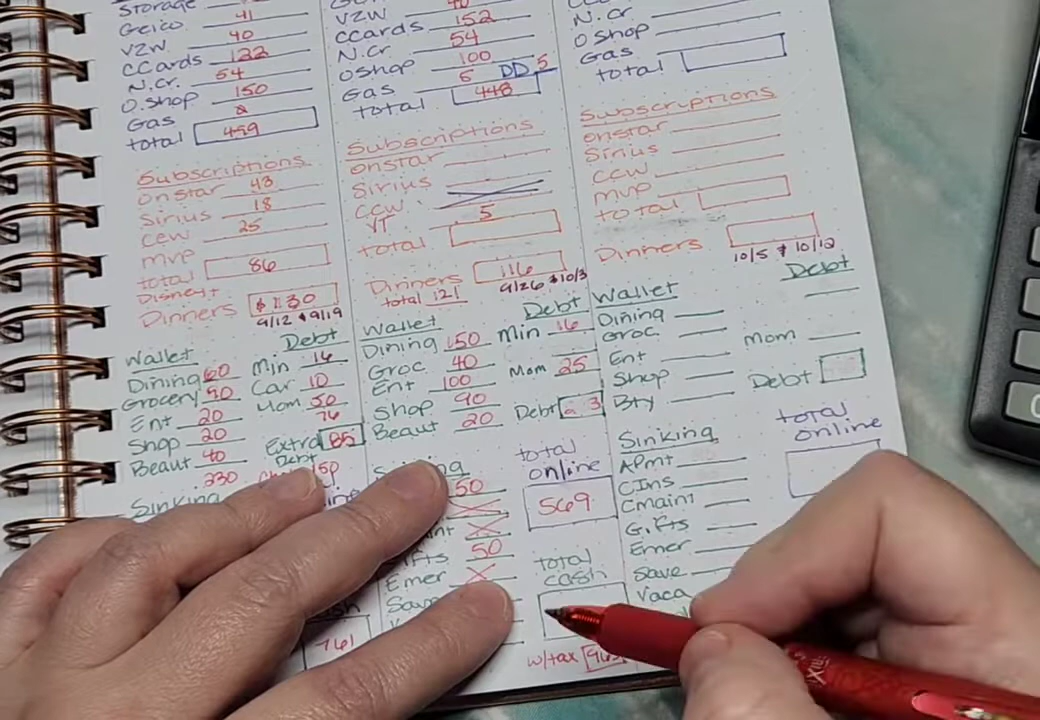 Storage
Geico 41
VZW 40
CCards 122
N.Cr 54
O.Shop 150
Gas
total 459
Subscriptions
Onstar 43
Sirius 18
CCW 25
mvp
total 86
Disney+
Dinners $ 130
9/12 $ 9/19
Wallet
Dining 60
Grocery 90
Ent 20
Shop 20
Beaut 40
230
Sinking
Debt
Min 16
Car 10
Mom 50
76
Extra 85
Debt
761
VZW 40
CCards 152
N.Cr 54
OShop 100
Gas 5 DD 5
total 448
Subscriptions
Onstar
Sirius
CCW
YT 5
total
Dinners 116
total 121 9/26 $ 10/3
Wallet
Dining 150
Groc 40
Ent 100
Shop 90
Beaut 20
Debt
Min 16
Mom 25
Debt
total
online
569
50
50
Emer
total
cash
w/tax
N.Cr
OShop
Gas
total
Subscriptions
Onstar
Sirius
CCW
mvp
total
Dinners
10/5 $ 10/12
Wallet
Dining
Groc.
Ent
Shop
Bty
Debt
Mom
Debt
total
online
Sinking
APmt
CIns
Cmaint
Gifts
Emer
Save
Vaca